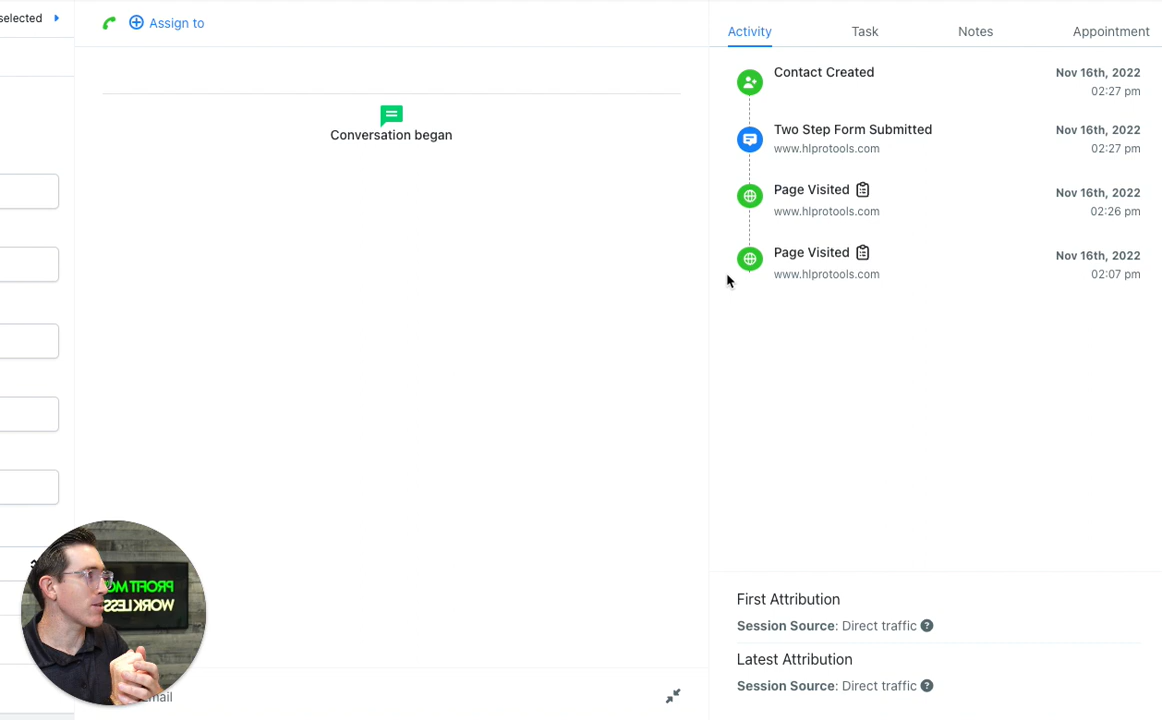 selected
Assign to
Conversation began
Email
Activity
Task
Notes
Appointment
Contact Created
Nov 16th, 2022
02:27 pm
Two Step Form Submitted
Nov 16th, 2022
www.hlprotools.com
02:27 pm
Page Visited
Nov 16th, 2022
www.hlprotools.com
02:26 pm
Page Visited
Nov 16th, 2022
www.hlprotools.com
02:07 pm
First Attribution
Session Source: Direct traffic ?
Latest Attribution
Session Source: Direct traffic ?
PROFIT MO
WORK LESS